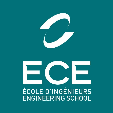 ECE
ÉCOLE D'INGÉNIEURS
ENGINEERING SCHOOL